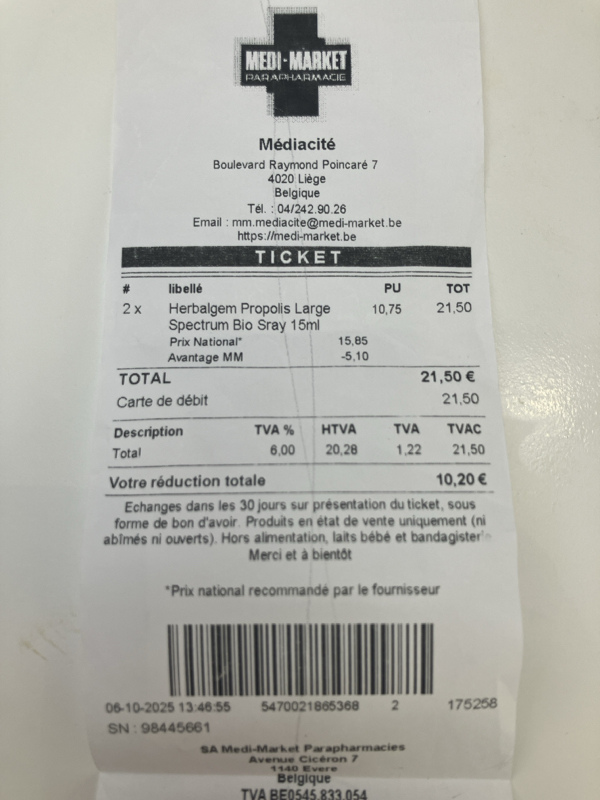 MEDI-MARKET
PARAPHARMACIE
Médiacité
Boulevard Raymond Poincaré 7
4020 Liège
Belgique
Tél. : 04/242.90.26
Email : mm.mediacite@medi-market.be
https://medi-market.be
TICKET
# libellé PU TOT
2 x Herbalgem Propolis Large 10,75 21,50
Spectrum Bio Sray 15ml
Prix National* 15,85
Avantage MM -5,10
TOTAL 21,50 €
Carte de débit 21,50
Description TVA % HTVA TVA TVAC
Total 6,00 20,28 1,22 21,50
Votre réduction totale 10,20 €
Echanges dans les 30 jours sur présentation du ticket, sous
forme de bon d'avoir. Produits en état de vente uniquement (ni
abîmés ni ouverts). Hors alimentation, laits bébé et bandagister
Merci et à bientôt
*Prix national recommandé par le fournisseur
06-10-2025 13:46:55 5470021865368 2 175258
SN : 98445661
SA Medi-Market Parapharmacies
Avenue Cicéron 7
1140 Evere
Belgique
TVA BE0545.833.054